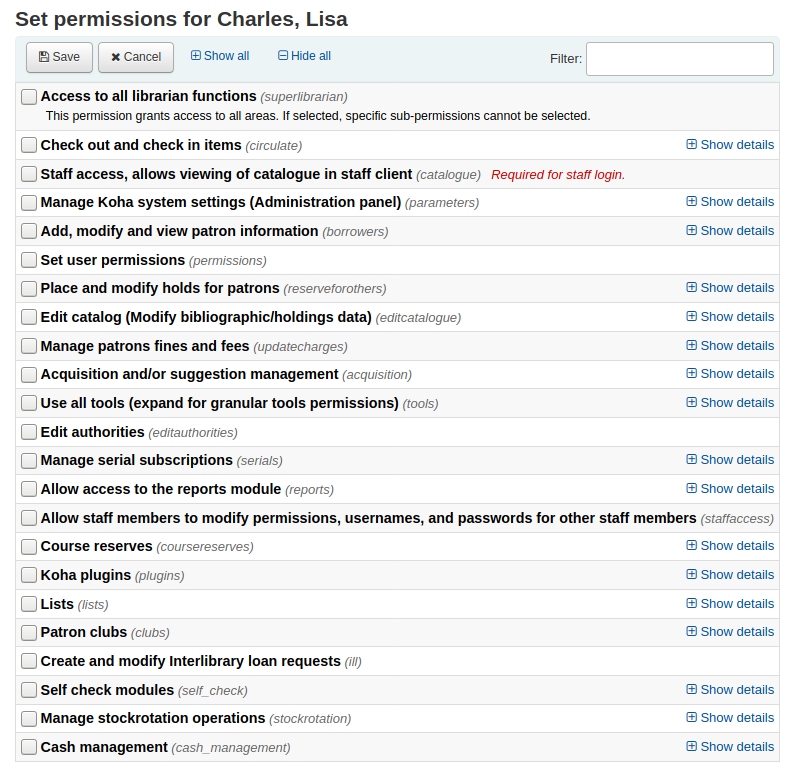 Set permissions for Charles, Lisa
Save Cancel Show all Hide all Filter:
Access to all librarian functions (superlibrarian)
This permission grants access to all areas. If selected, specific sub-permissions cannot be selected.
Check out and check in items (circulate) Show details
Staff access, allows viewing of catalogue in staff client (catalogue) Required for staff login.
Manage Koha system settings (Administration panel) (parameters) Show details
Add, modify and view patron information (borrowers) Show details
Set user permissions (permissions)
Place and modify holds for patrons (reserveforothers) Show details
Edit catalog (Modify bibliographic/holdings data) (editcatalogue) Show details
Manage patrons fines and fees (updatecharges) Show details
Acquisition and/or suggestion management (acquisition) Show details
Use all tools (expand for granular tools permissions) (tools) Show details
Edit authorities (editauthorities)
Manage serial subscriptions (serials) Show details
Allow access to the reports module (reports) Show details
Allow staff members to modify permissions, usernames, and passwords for other staff members (staffaccess)
Course reserves (coursereserves) Show details
Koha plugins (plugins) Show details
Lists (lists) Show details
Patron clubs (clubs) Show details
Create and modify Interlibrary loan requests (ill)
Self check modules (self_check) Show details
Manage stockrotation operations (stockrotation) Show details
Cash management (cash_management) Show details